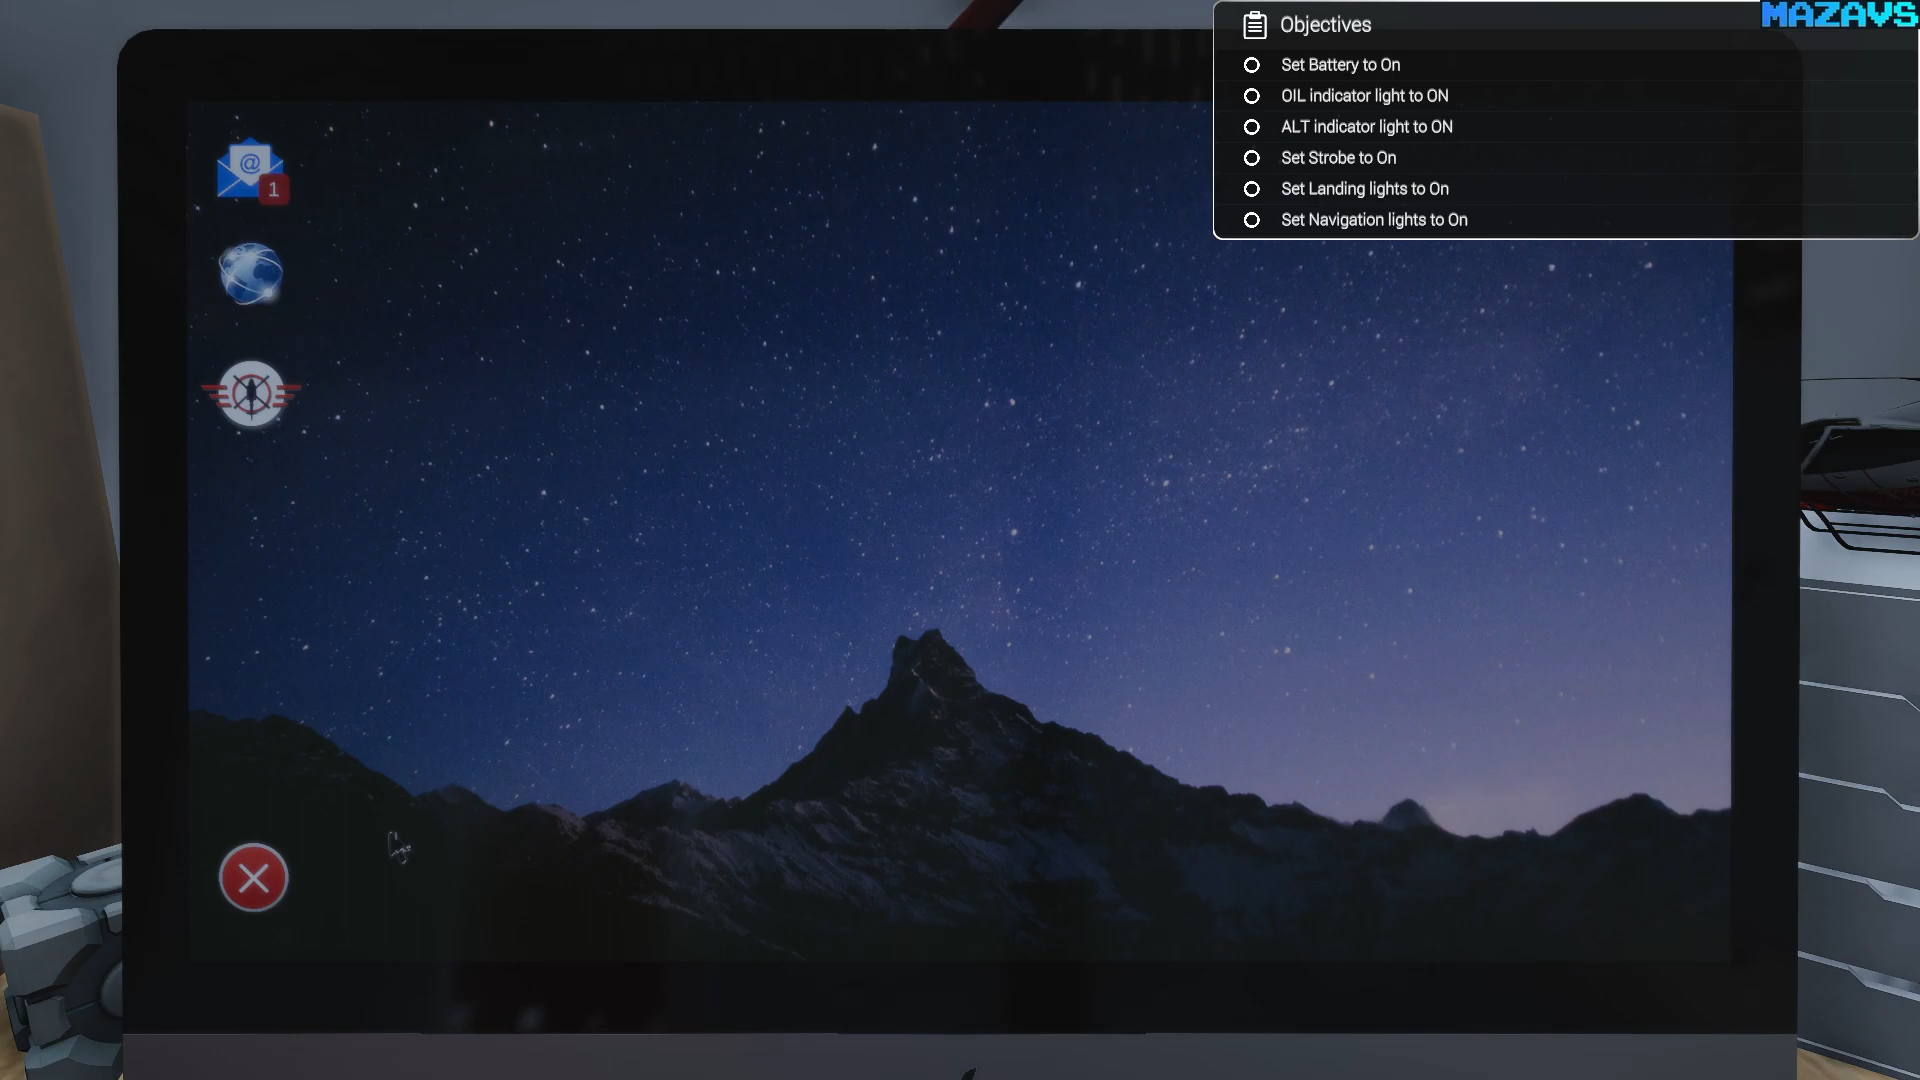 MAZAVS
Objectives
Set Battery to On
OIL indicator light to ON
ALT indicator light to ON
Set Strobe to On
Set Landing lights to On
Set Navigation lights to On
@
1